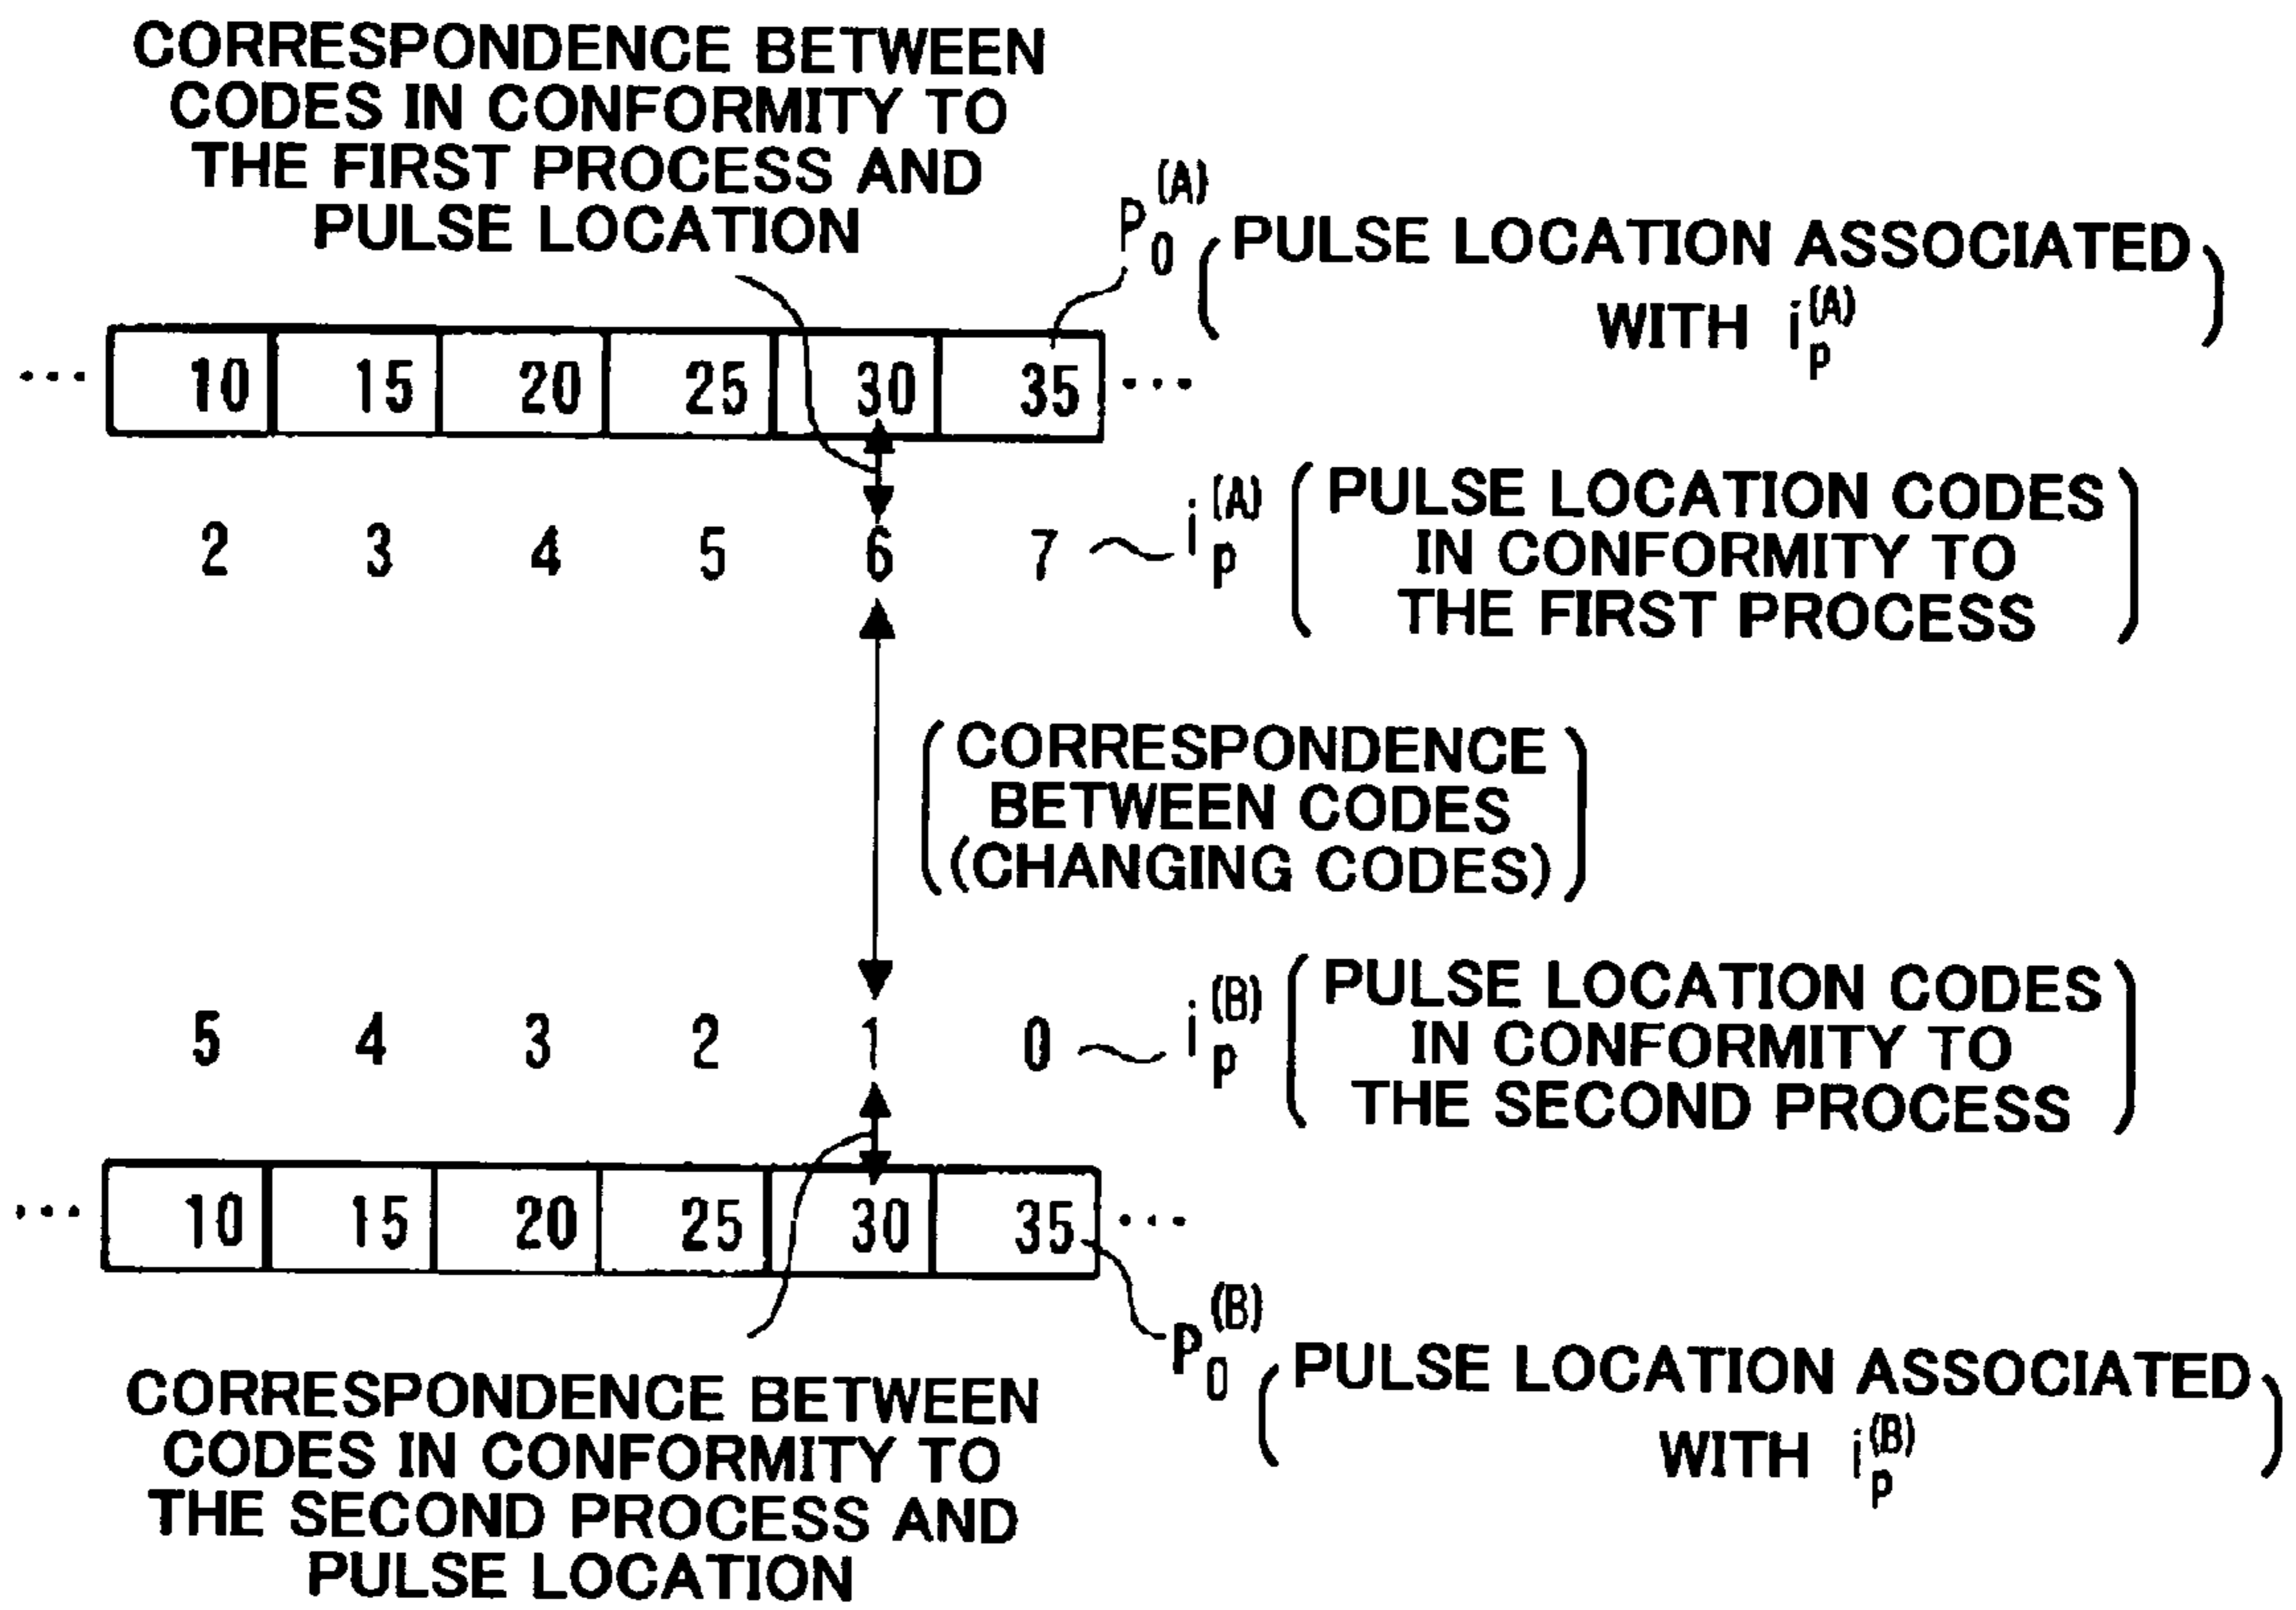 CORRESPONDENCE BETWEEN
CODES IN CONFORMITY TO
THE FIRST PROCESS AND
PULSE LOCATION
P0(A)
(PULSE LOCATION ASSOCIATED
WITH ip(A))
... 10 15 20 25 30 35 ...
2 3 4 5 6 7 ip(A)
(PULSE LOCATION CODES
IN CONFORMITY TO
THE FIRST PROCESS)
(CORRESPONDENCE
BETWEEN CODES
(CHANGING CODES))
5 4 3 2 1 0 ip(B)
(PULSE LOCATION CODES
IN CONFORMITY TO
THE SECOND PROCESS)
... 10 15 20 25 30 35 ...
P0(B)
(PULSE LOCATION ASSOCIATED
WITH ip(B))
CORRESPONDENCE BETWEEN
CODES IN CONFORMITY TO
THE SECOND PROCESS AND
PULSE LOCATION